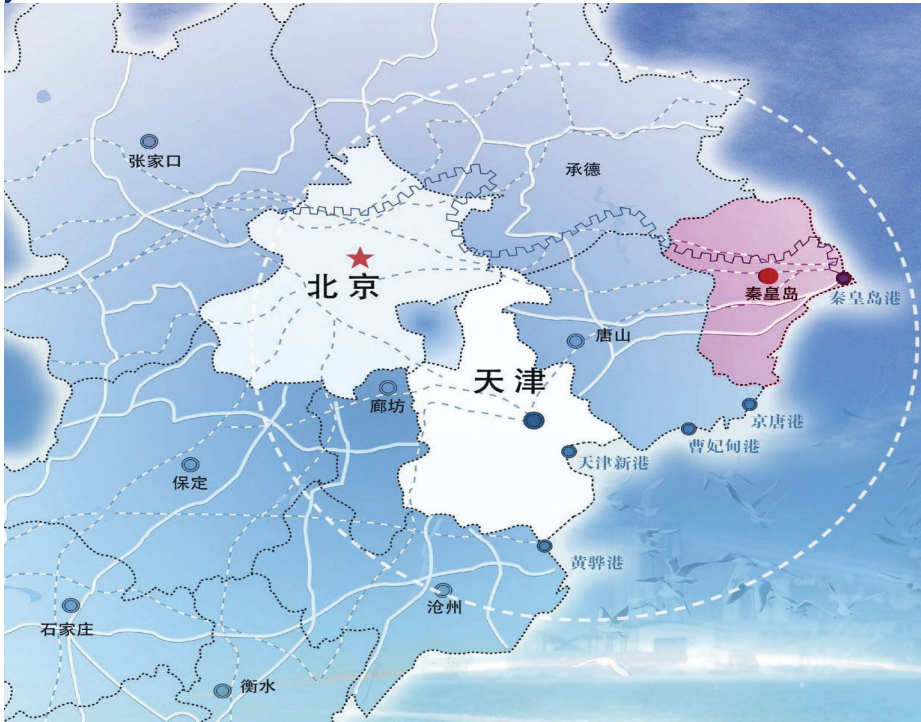 张家口
承德
北京
秦皇岛
秦皇岛港
唐山
天津
廊坊
京唐港
曹妃甸港
天津新港
保定
黄骅港
沧州
石家庄
衡水